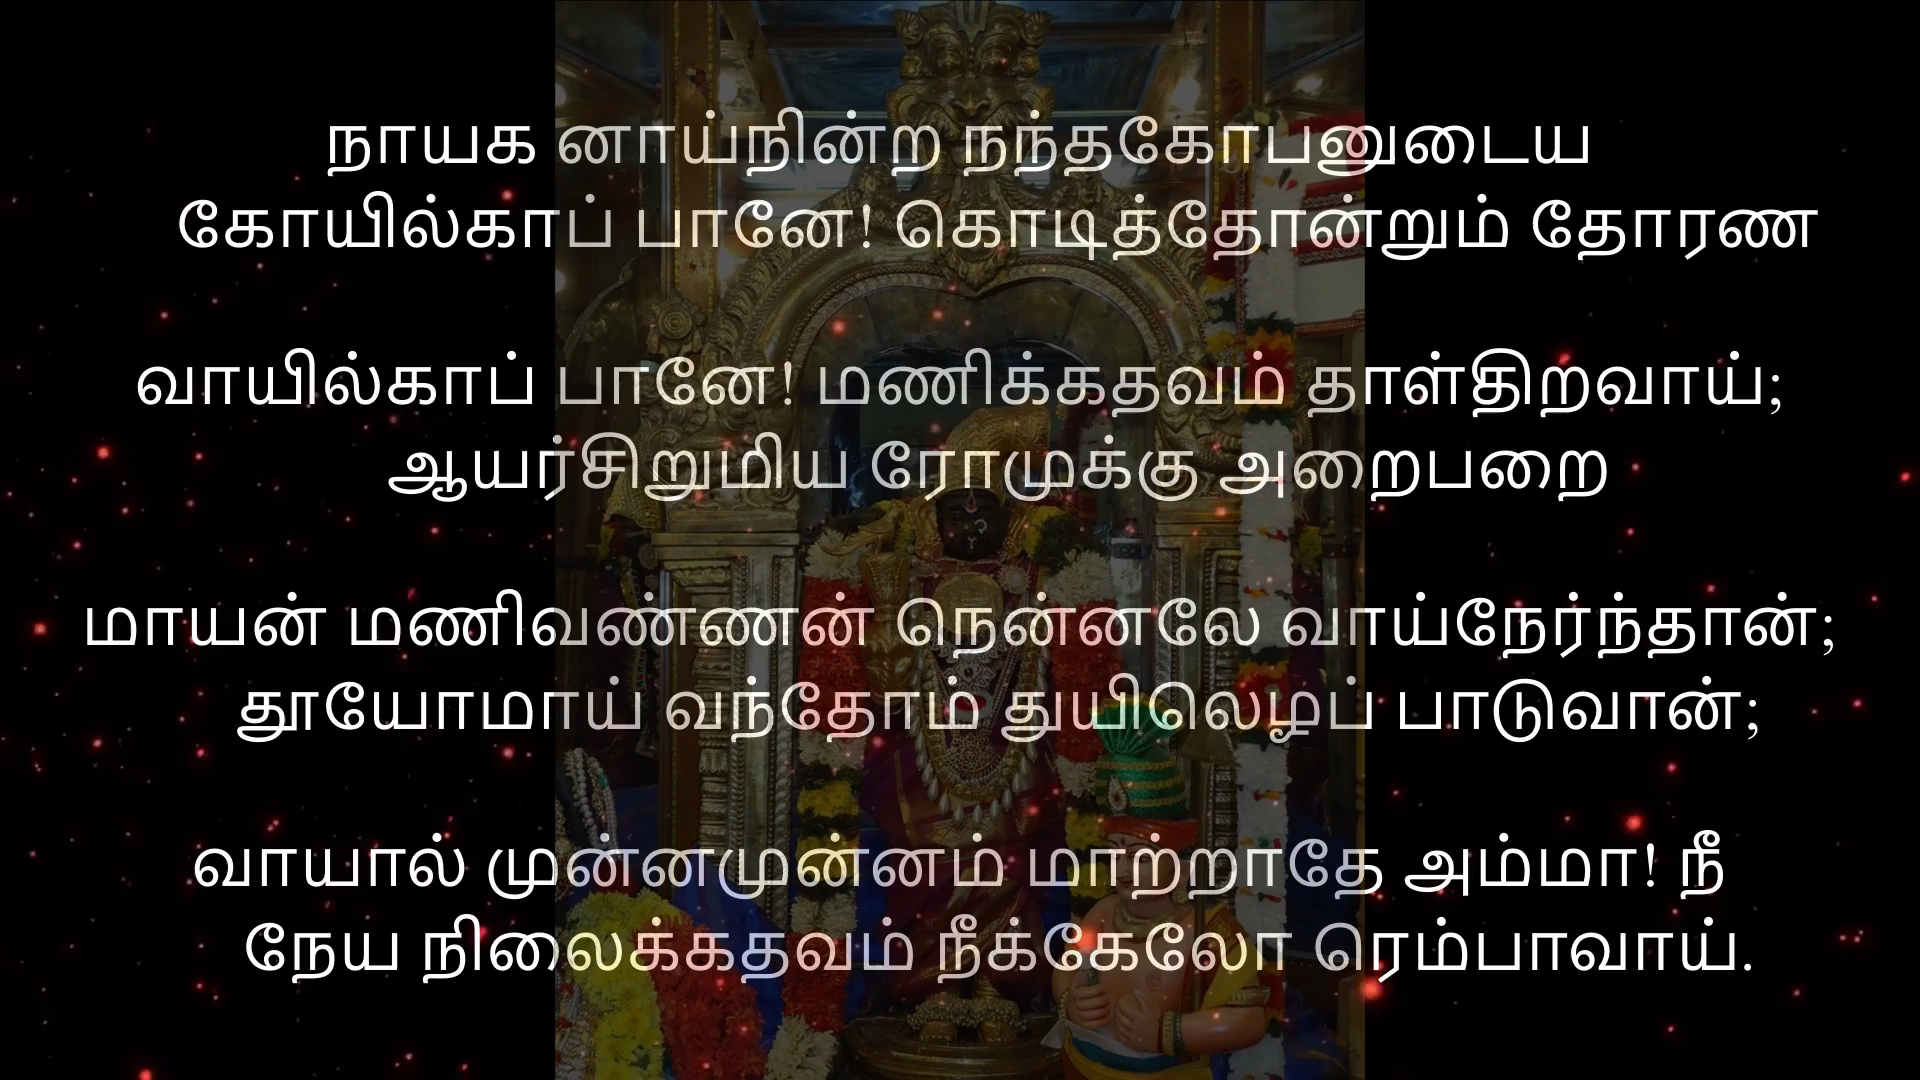 நாயக னாய்நின்ற நந்தகோபனுடைய
கோயில்காப் பானே! கொடித்தோன்றும் தோரண
வாயில்காப் பானே! மணிக்கதவம் தாள்திறவாய்;
ஆயர்சிறுமிய ரோமுக்கு அறைபறை
மாயன் மணிவண்ணன் நென்னலே வாய்நேர்ந்தான்;
தூயோமாய் வந்தோம் துயிலெழப் பாடுவான்;
வாயால் முன்னமுன்னம் மாற்றாதே அம்மா! நீ
நேய நிலைக்கதவம் நீக்கேலோ ரெம்பாவாய்.